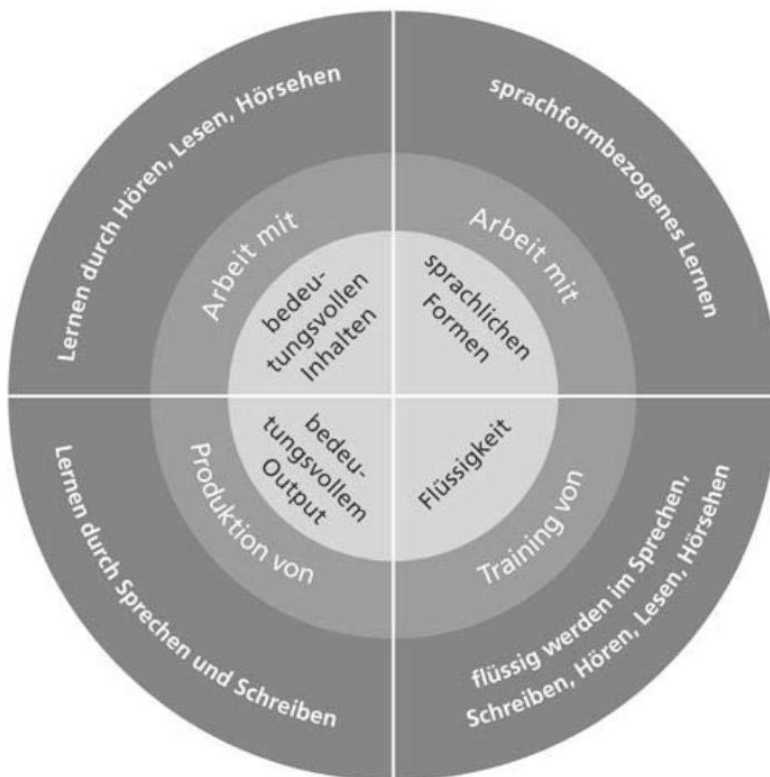 Lernen durch Hören, Lesen, Hörsehen
Arbeit mit
bedeu-
tungsvollen
Inhalten
sprachformbezogenes Lernen
Arbeit mit
sprachlichen
Formen
Lernen durch Sprechen und Schreiben
Produktion von
bedeu-
tungsvollem
Output
flüssig werden im Sprechen,
Schreiben, Hören, Lesen, Hörsehen
Training von
Flüssigkeit